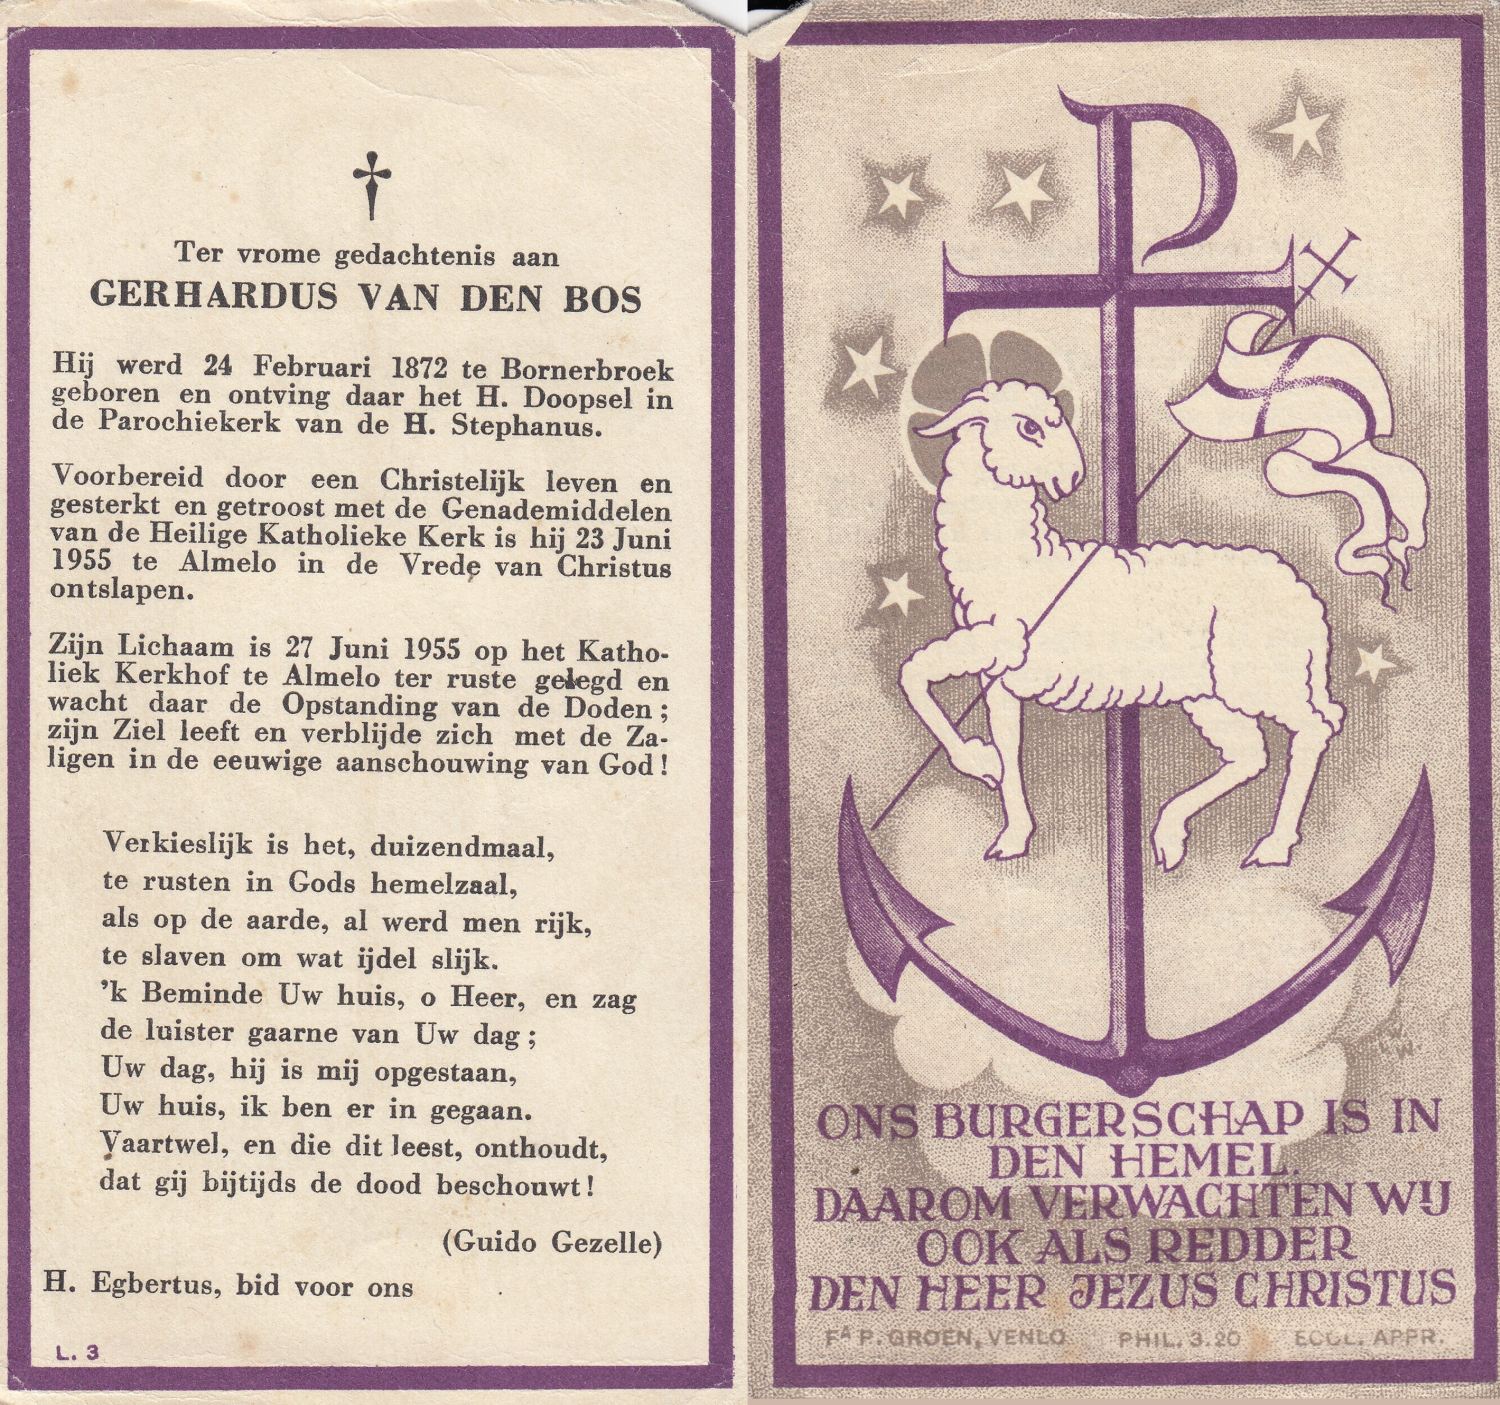 Ter vrome gedachtenis aan
GERHARDUS VAN DEN BOS
Hij werd 24 Februari 1872 te Bornerbroek
geboren en ontving daar het H. Doopsel in
de Parochiekerk van de H. Stephanus.
Voorbereid door een Christelijk leven en
gesterkt en getroost met de Genademiddelen
van de Heilige Katholieke Kerk is hij 23 Juni
1955 te Almelo in de Vrede van Christus
ontslapen.
Zijn Lichaam is 27 Juni 1955 op het Katho-
liek Kerkhof te Almelo ter ruste gelegd en
wacht daar de Opstanding van de Doden;
zijn Ziel leeft en verblijde zich met de Za-
ligen in de eeuwige aanschouwing van God!
Verkieslijk is het, duizendmaal,
te rusten in Gods hemelzaal,
als op de aarde, al werd men rijk,
te slaven om wat ijdel slijk.
'k Beminde Uw huis, o Heer, en zag
de luister gaarne van Uw dag;
Uw dag, hij is mij opgestaan,
Uw huis, ik ben er in gegaan.
Vaartwel, en die dit leest, onthoudt,
dat gij bijtijds de dood beschouwt!
(Guido Gezelle)
H. Egbertus, bid voor ons
L. 3
ONS BURGERSCHAP IS IN
DEN HEMEL.
DAAROM VERWACHTEN WIJ
OOK ALS REDDER
DEN HEER JEZUS CHRISTUS
FA P. GROEN, VENLO PHIL. 3.20 ECCL. APPR.